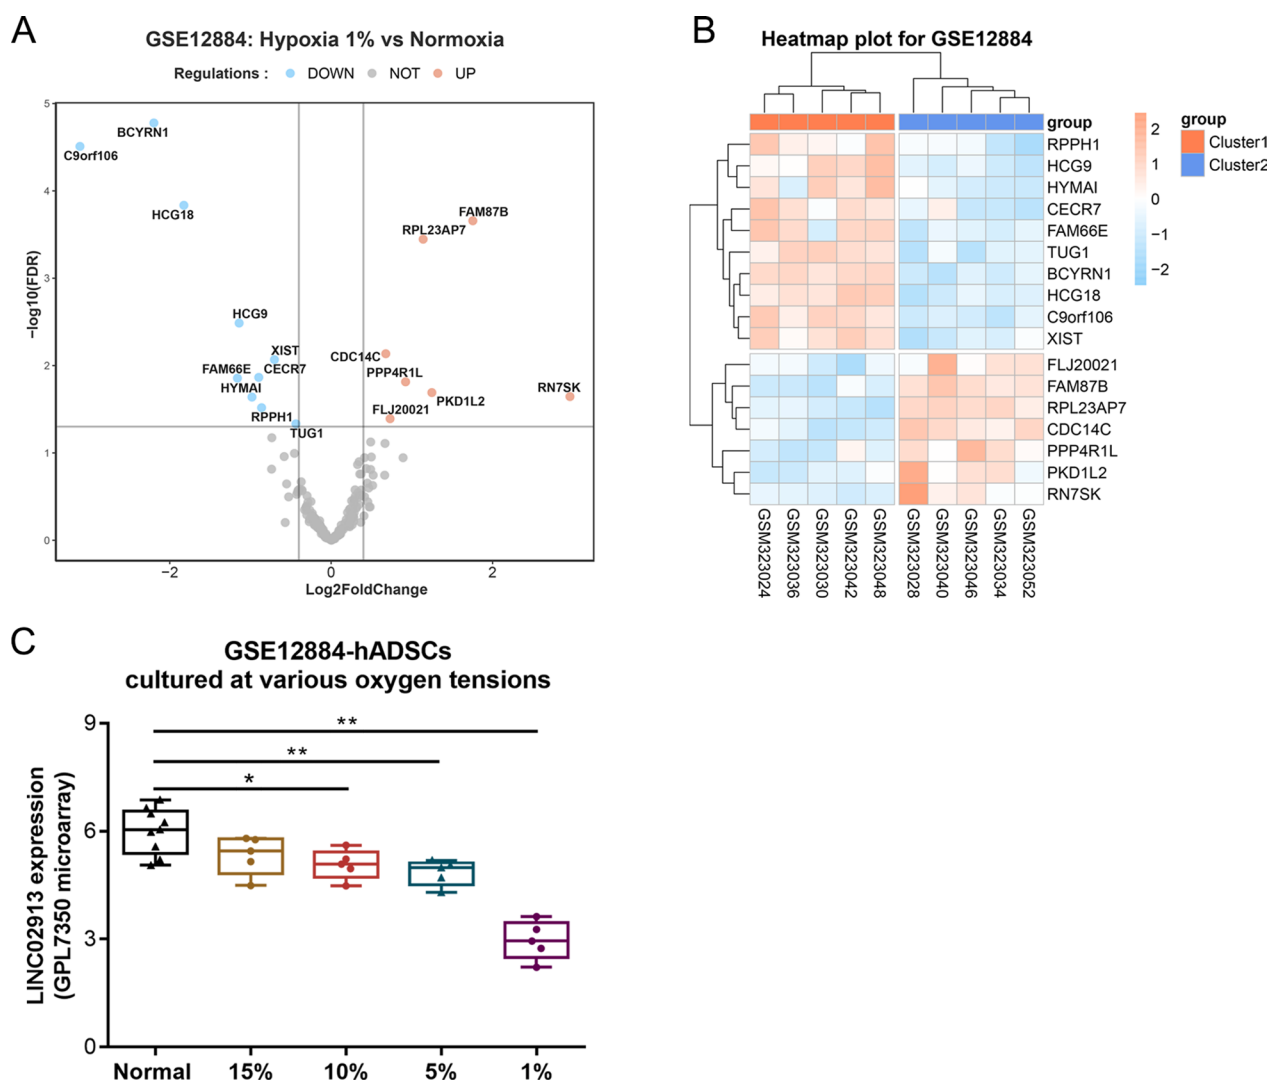 A
GSE12884: Hypoxia 1% vs Normoxia
Regulations : DOWN NOT UP
5
4
3
2
1
0
−log10(FDR)
BCYRN1
C9orf106
HCG18
FAM87B
RPL23AP7
HCG9
XIST
CDC14C
FAM66E
CECR7
PPP4R1L
HYMAI
RN7SK
PKD1L2
RPPH1
FLJ20021
TUG1
−2 0 2
Log2FoldChange
B
Heatmap plot for GSE12884
group
RPPH1
HCG9
HYMAI
CECR7
FAM66E
TUG1
BCYRN1
HCG18
C9orf106
XIST
FLJ20021
FAM87B
RPL23AP7
CDC14C
PPP4R1L
PKD1L2
RN7SK
2
1
0
−1
−2
group
Cluster1
Cluster2
GSM323024
GSM323036
GSM323030
GSM323042
GSM323048
GSM323028
GSM323040
GSM323046
GSM323034
GSM323052
C
GSE12884-hADSCs
cultured at various oxygen tensions
LINC02913 expression
(GPL7350 microarray)
9
6
3
0
**
**
*
Normal 15% 10% 5% 1%